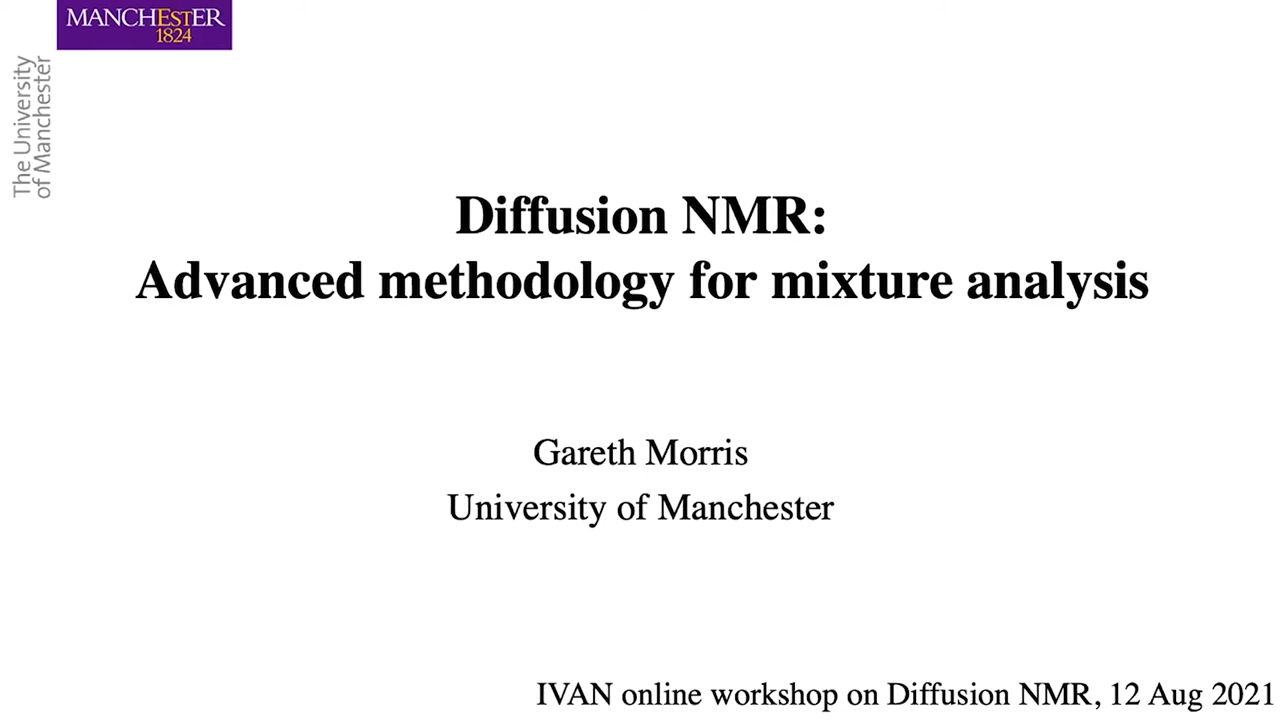 MANCHESTER
1824
The University
of Manchester
Diffusion NMR:
Advanced methodology for mixture analysis
Gareth Morris
University of Manchester
IVAN online workshop on Diffusion NMR, 12 Aug 2021